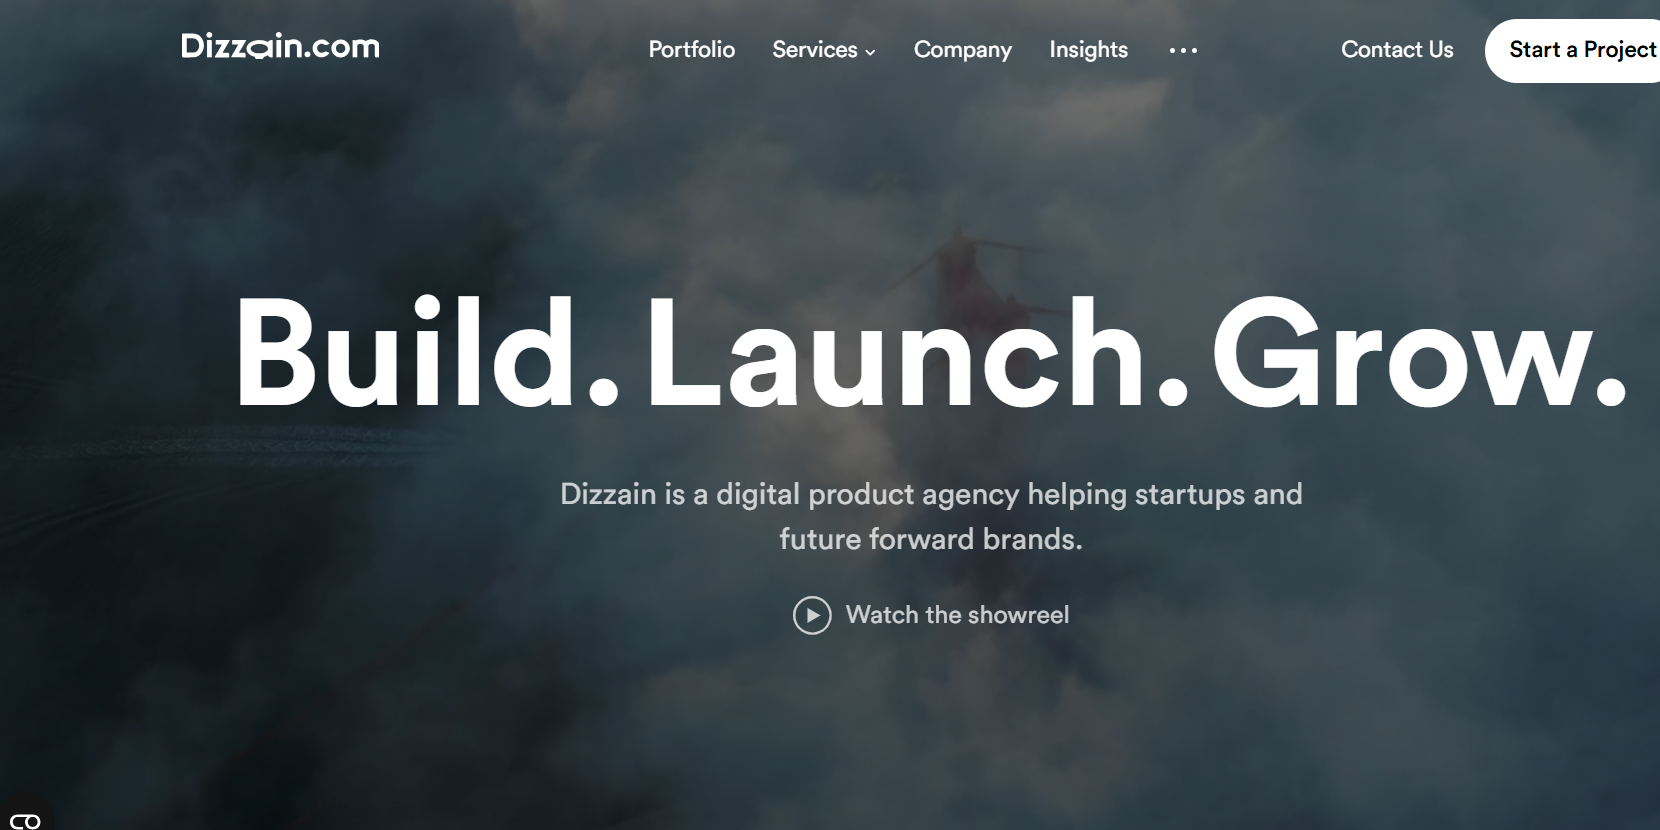 Dizzain.com
Portfolio Services Company Insights ... Contact Us Start a Project
Build. Launch. Grow.
Dizzain is a digital product agency helping startups and
future forward brands.
Watch the showreel